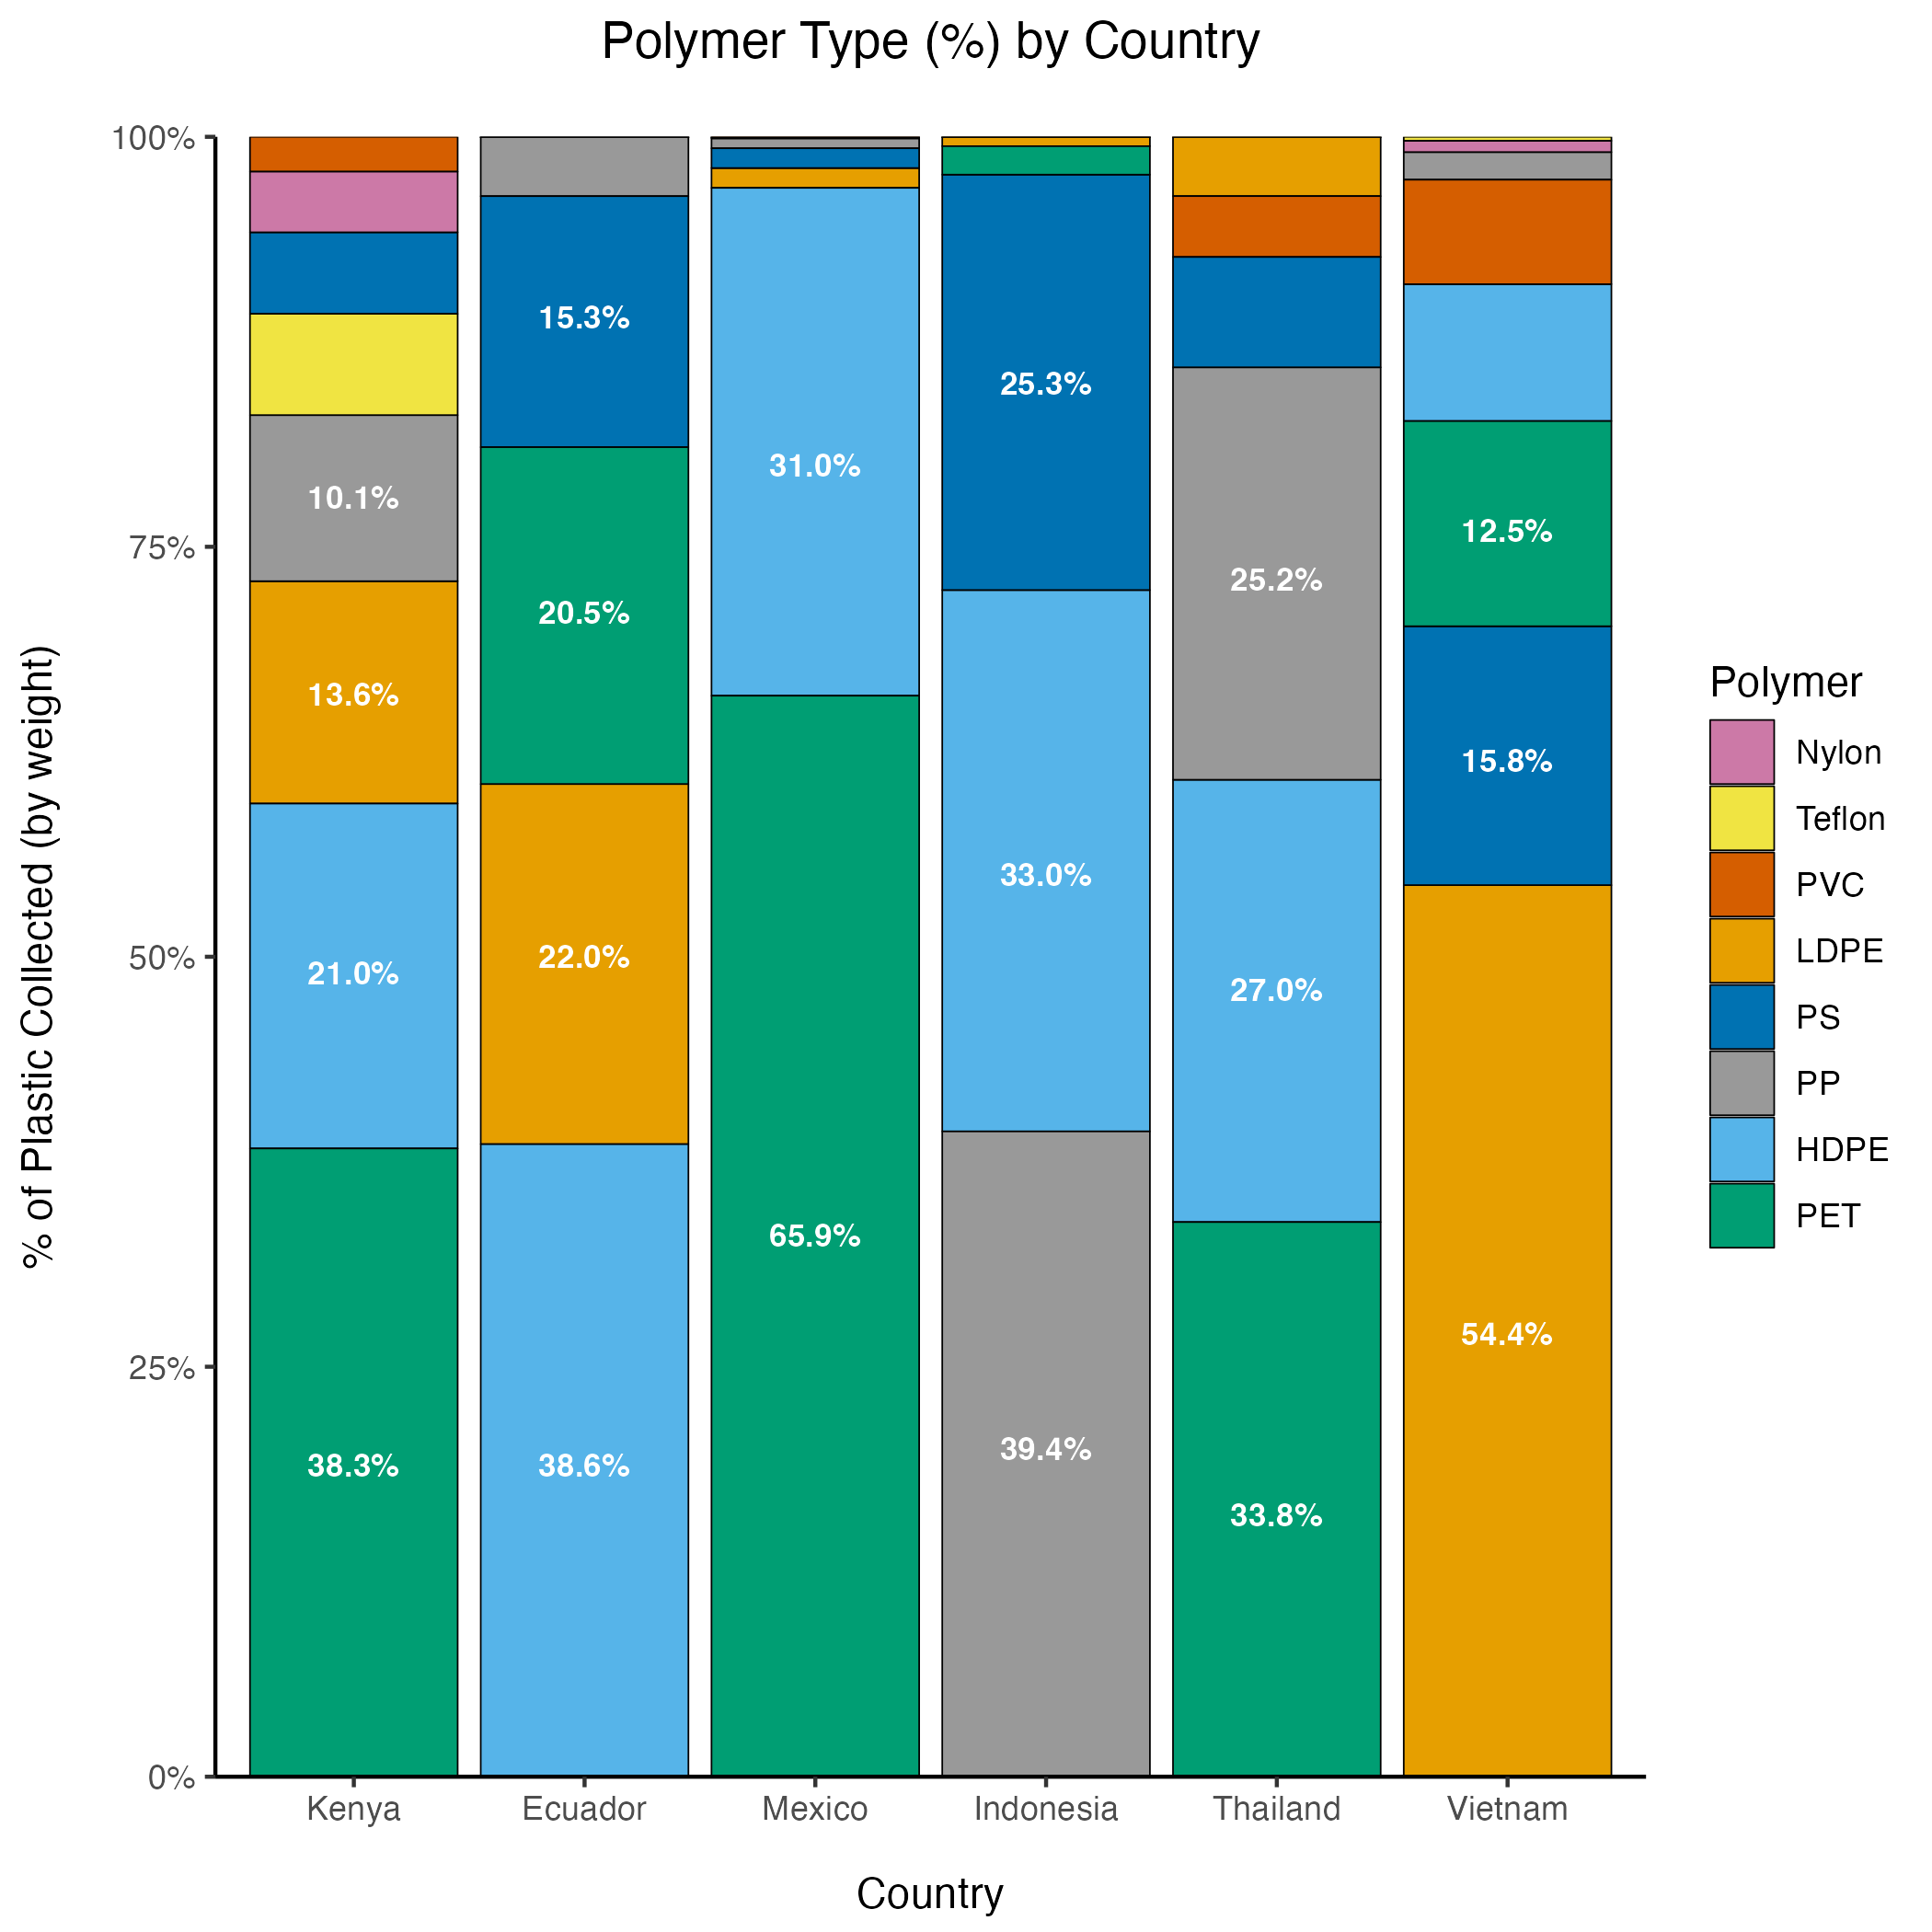 Polymer Type (%) by Country
% of Plastic Collected (by weight)
100%
75%
50%
25%
0%
10.1%
13.6%
21.0%
38.3%
15.3%
20.5%
22.0%
38.6%
31.0%
65.9%
25.3%
33.0%
39.4%
25.2%
27.0%
33.8%
12.5%
15.8%
54.4%
Kenya
Ecuador
Mexico
Indonesia
Thailand
Vietnam
Country
Polymer
Nylon
Teflon
PVC
LDPE
PS
PP
HDPE
PET